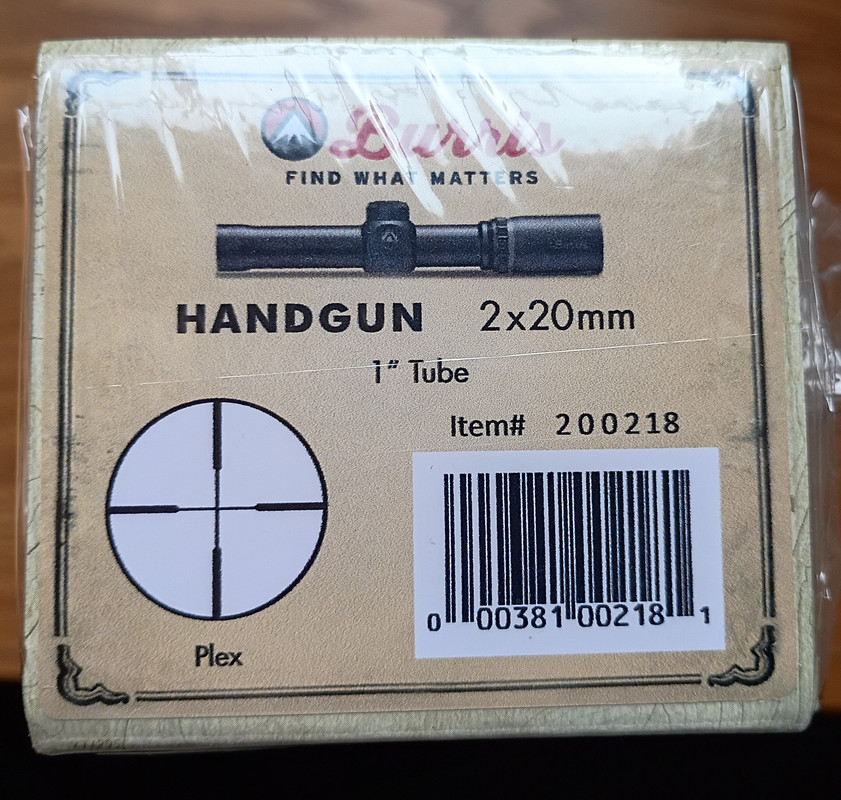 Burris
FIND WHAT MATTERS
HANDGUN 2x20mm
1" Tube
Item# 200218
0 00381 00218 1
Plex